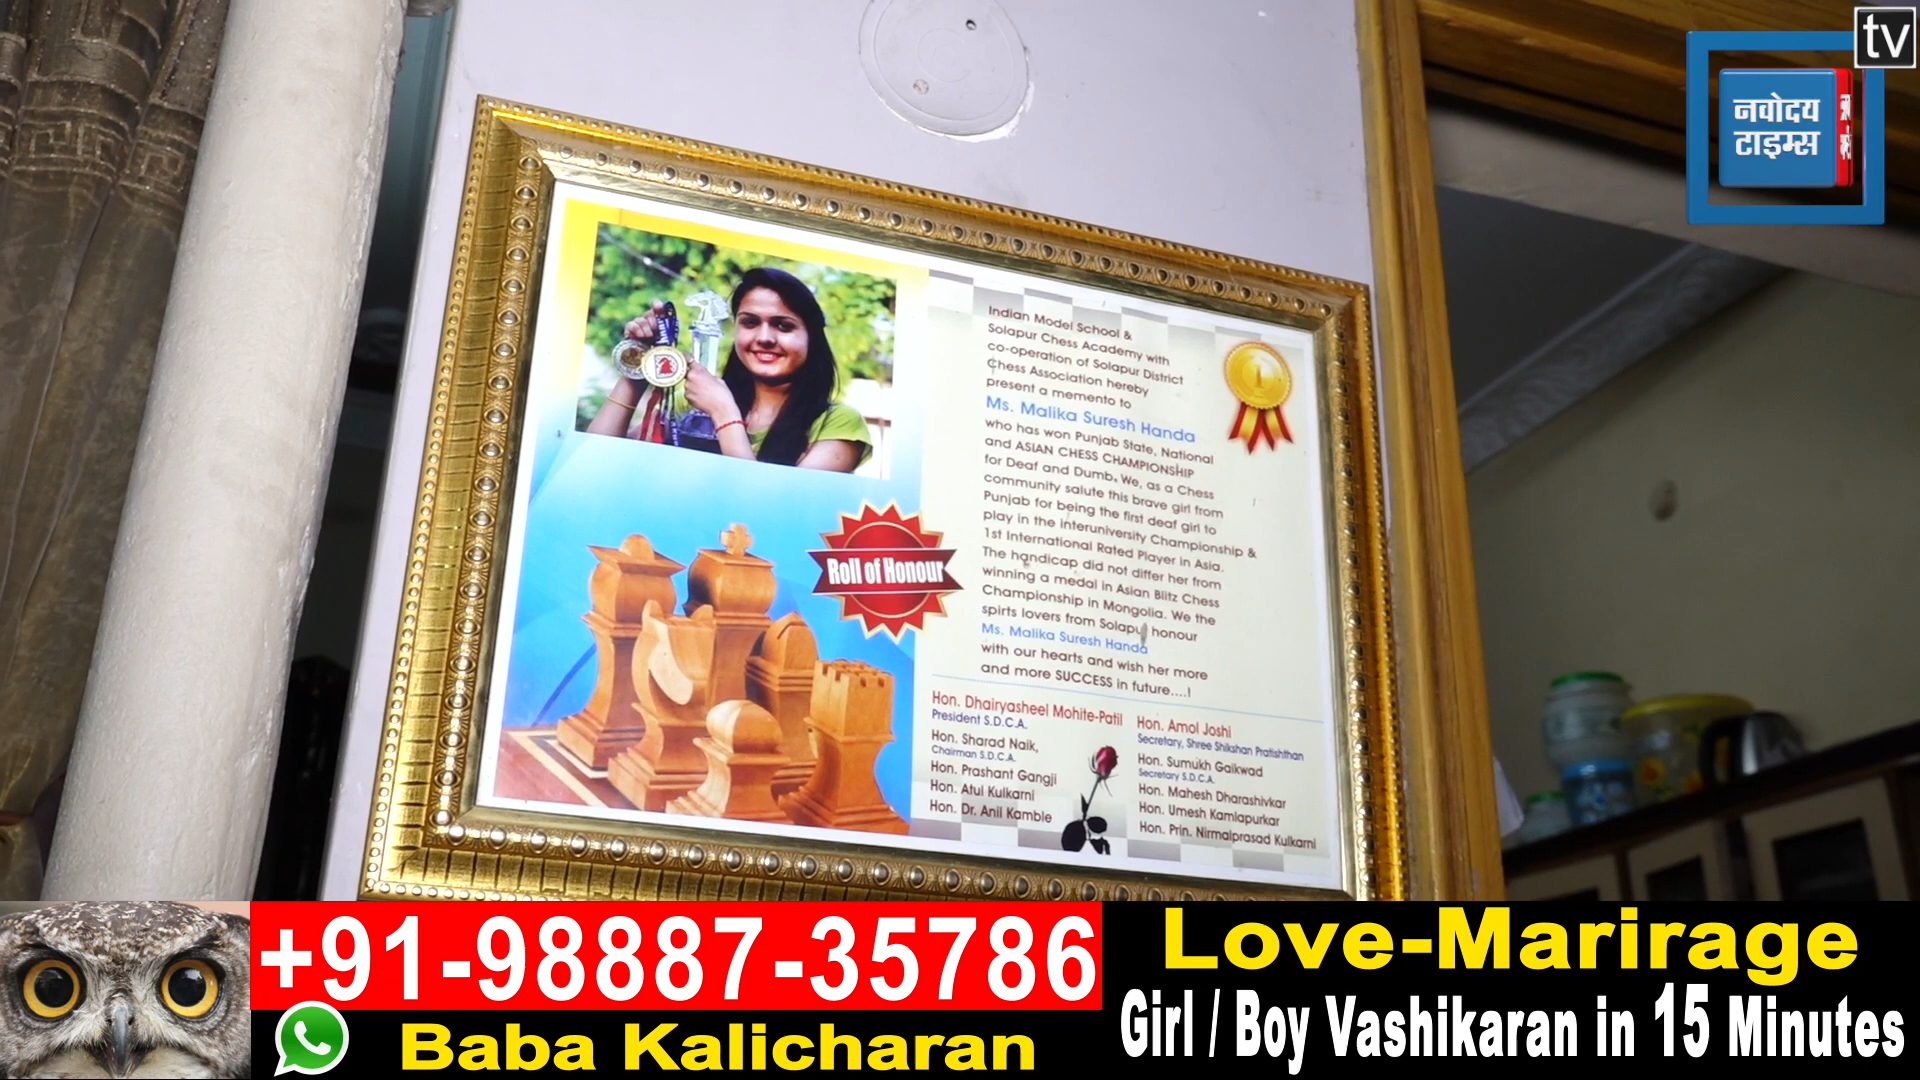 tv
नवोदय
टाइम्स
Indian Model School &
Solapur Chess Academy with
co-operation of Solapur District
Chess Association hereby
present a memento to
Ms. Malika Suresh Handa
who has won Punjab State, National
and ASIAN CHESS CHAMPIONSHIP
for Deaf and Dumb. We, as a Chess
community salute this brave girl from
Punjab for being the first deaf girl to
play in the interuniversity Championship &
1st International Rated Player in Asia.
The handicap did not differ her from
winning a medal in Asian Blitz Chess
Championship in Mongolia. We the
spirts lovers from Solapur honour
Ms. Malika Suresh Handa
with our hearts and wish her more
and more SUCCESS in future....!
1
Roll of Honour
Hon. Dhairyasheel Mohite-Patil
President S.D.C.A.
Hon. Sharad Naik,
Chairman S.D.C.A.
Hon. Prashant Gangji
Hon. Atul Kulkarni
Hon. Dr. Anil Kamble
Hon. Amol Joshi
Secretary, Shree Shikshan Pratishthan
Hon. Sumukh Gaikwad
Secretary S.D.C.A.
Hon. Mahesh Dharashivkar
Hon. Umesh Kamlapurkar
Hon. Prin. Nirmalprasad Kulkarni
+91-98887-35786
Baba Kalicharan
Love-Marirage
Girl / Boy Vashikaran in 15 Minutes